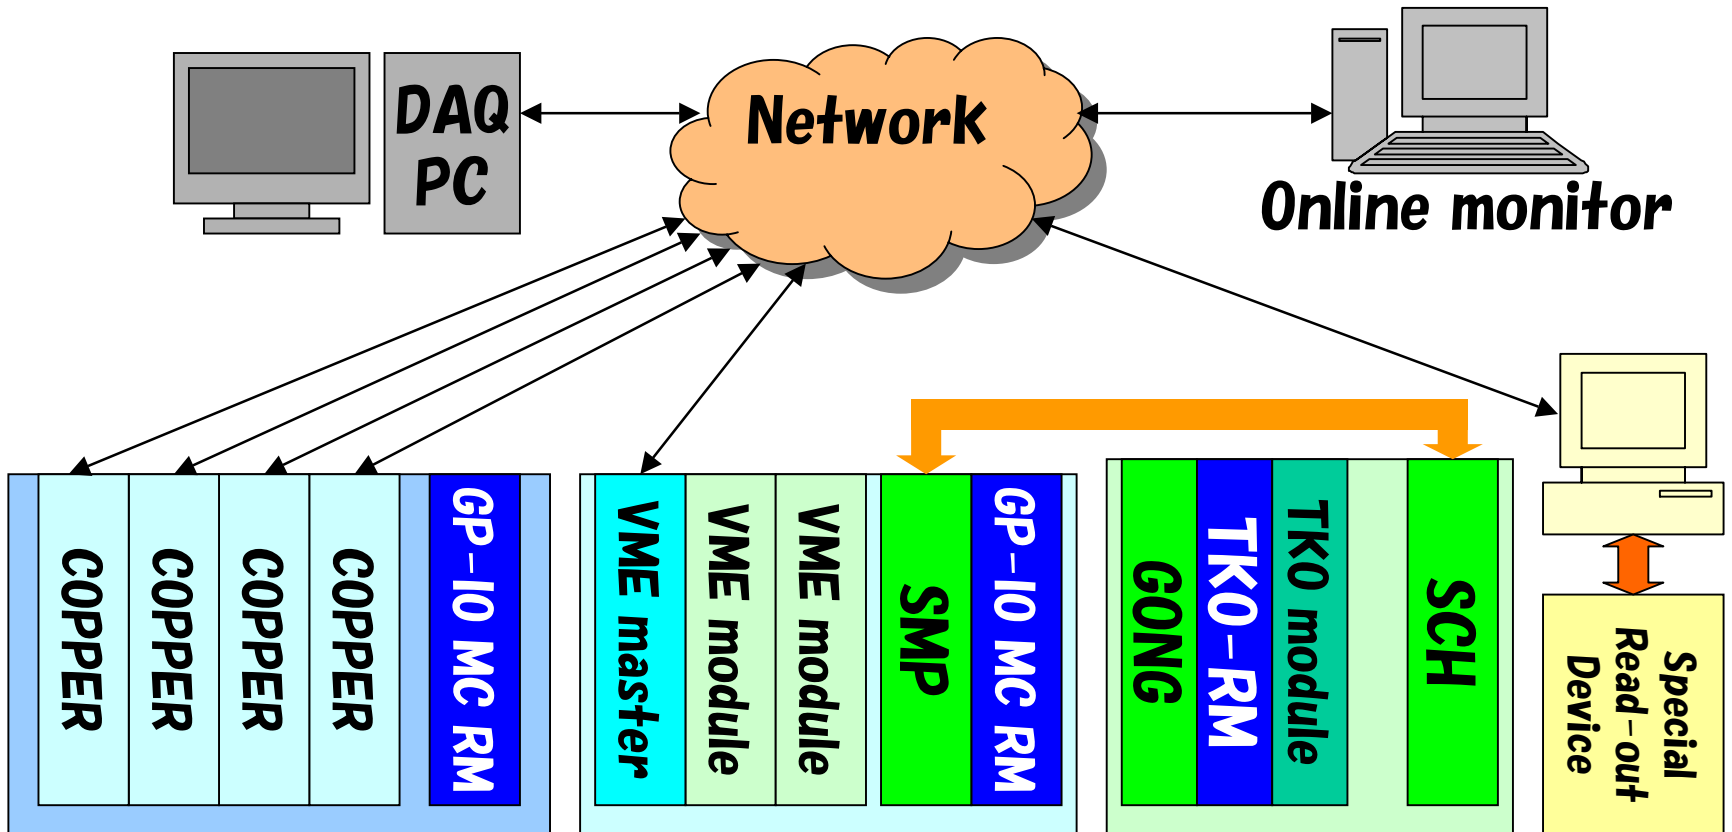 DAQ
PC
Network
Online monitor
COPPER
COPPER
COPPER
COPPER
GP-IO MC RM
VME master
VME module
VME module
SMP
GP-IO MC RM
GONG
TKO-RM
TKO module
SCH
Special
Read-out
Device